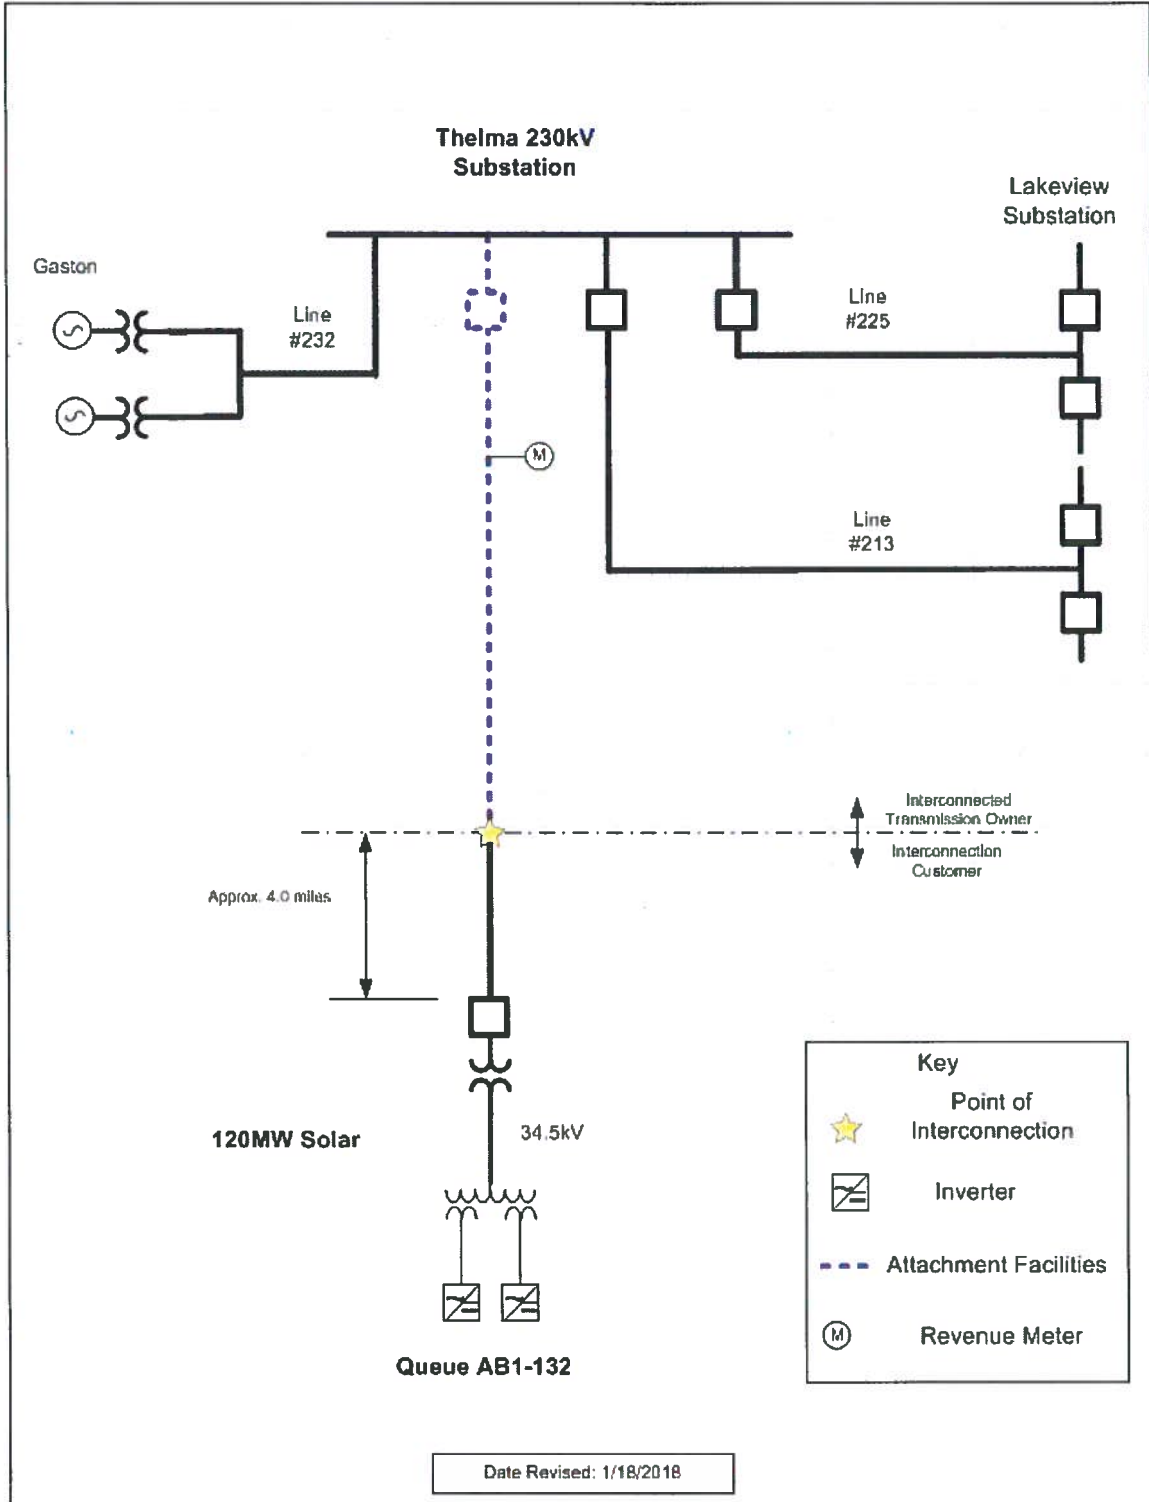 Thelma 230kV
Substation
Lakeview
Substation
Gaston
Line
#232
Line
#225
M
Line
#213
Interconnected
Transmission Owner
Interconnection
Customer
Approx. 4.0 miles
120MW Solar
34.5kV
Queue AB1-132
Key
Point of
Interconnection
Inverter
Attachment Facilities
M
Revenue Meter
Date Revised: 1/18/2018